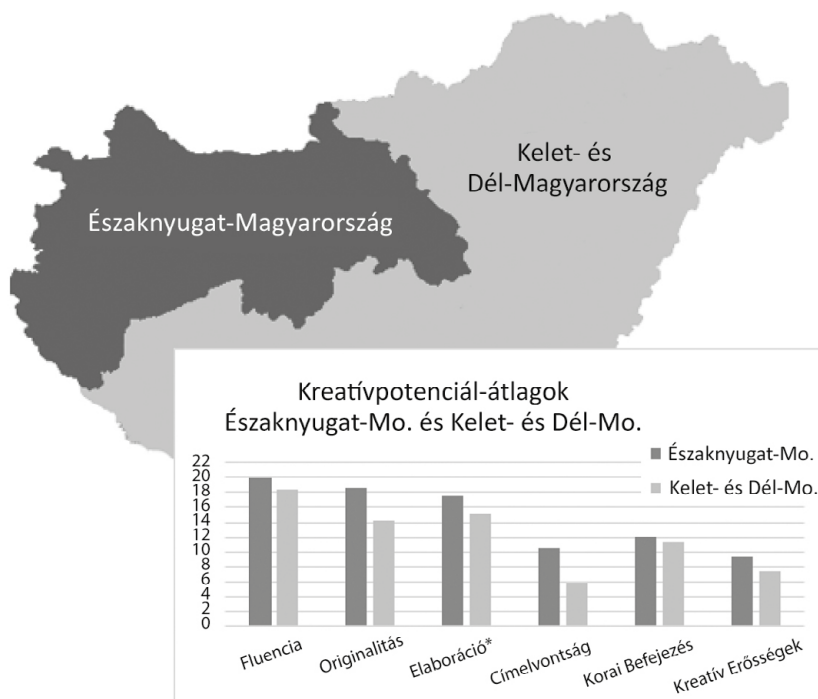 Kelet- és
Dél-Magyarország
Északnyugat-Magyarország
Kreatívpotenciál-átlagok
Északnyugat-Mo. és Kelet- és Dél-Mo.
Északnyugat-Mo.
Kelet- és Dél-Mo.
22
20
18
16
14
12
10
8
6
4
2
0
Fluencia
Originalitás
Elaboráció*
Címelvontság
Korai Befejezés
Kreatív Erősségek